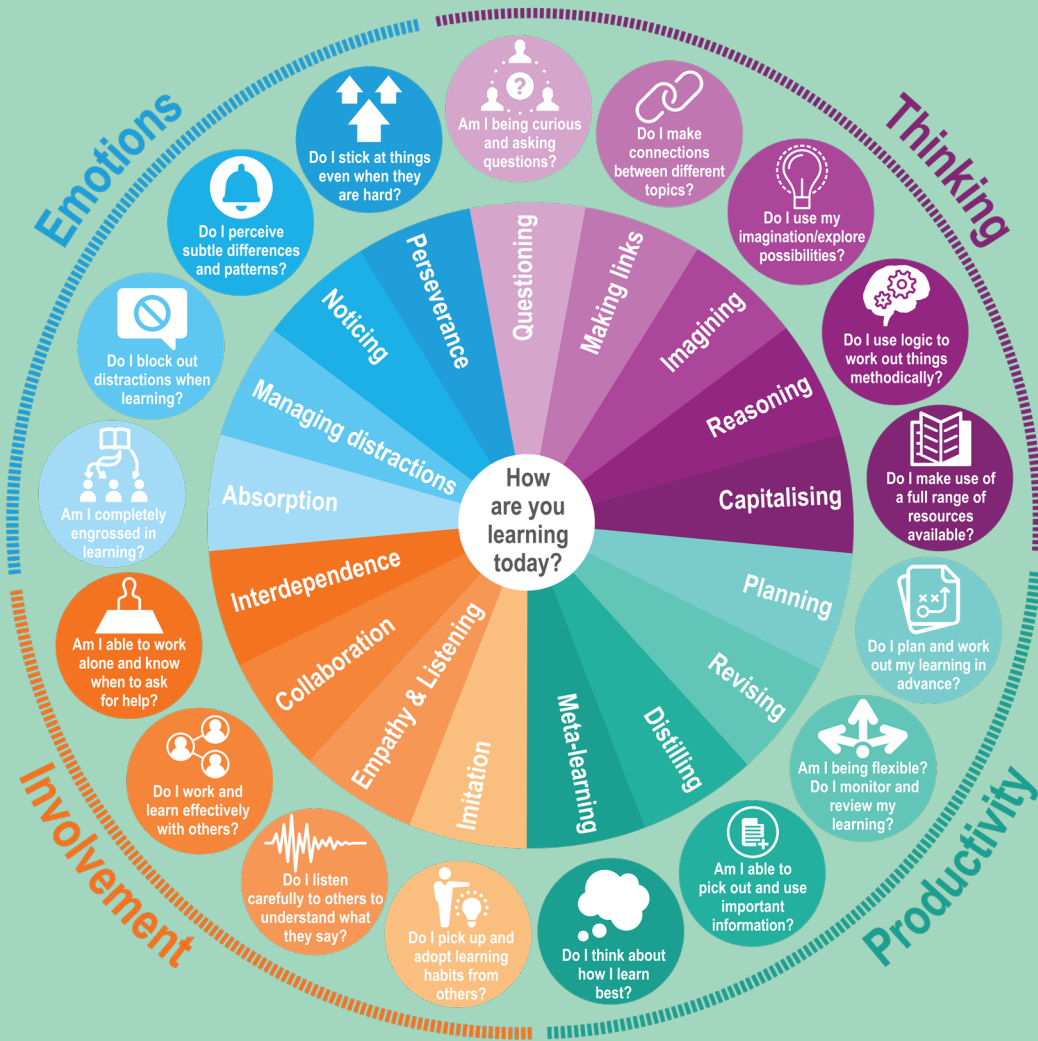 Emotions
Thinking
Productivity
Involvement
How
are you
learning
today?
Questioning
Am I being curious
and asking
questions?
?
Making links
Do I make
connections
between different
topics?
Imagining
Do I use my
imagination/explore
possibilities?
Reasoning
Do I use logic to
work out things
methodically?
Capitalising
Do I make use of
a full range of
resources
available?
Planning
Do I plan and work
out my learning in
advance?
Revising
Am I being flexible?
Do I monitor and
review my
learning?
Distilling
Am I able to
pick out and use
important
information?
Meta-learning
Do I think about
how I learn
best?
Imitation
Do I pick up and
adopt learning
habits from
others?
Empathy & Listening
Do I listen
carefully to others to
understand what
they say?
Collaboration
Do I work and
learn effectively
with others?
Interdependence
Am I able to work
alone and know
when to ask
for help?
Absorption
Am I completely
engrossed in
learning?
Managing distractions
Do I block out
distractions when
learning?
Noticing
Do I perceive
subtle differences
and patterns?
Perseverance
Do I stick at things
even when they
are hard?